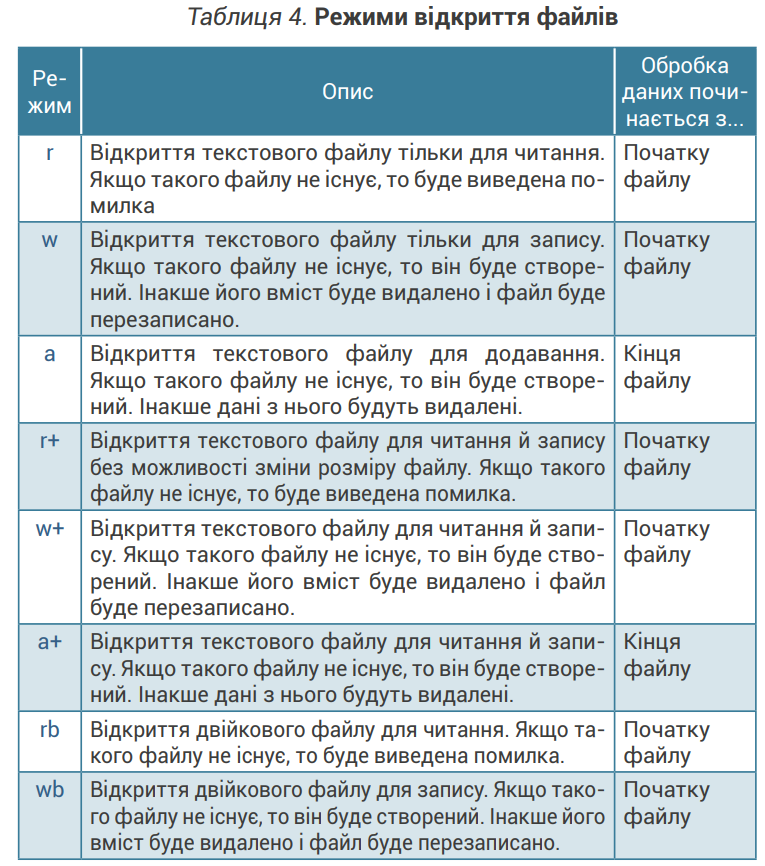 Таблиця 4. Режими відкриття файлів
Ре-
жим
Опис
Обробка
даних почи-
нається з...
r
Відкриття текстового файлу тільки для читання.
Якщо такого файлу не існує, то буде виведена по-
милка
Початку
файлу
w
Відкриття текстового файлу тільки для запису.
Якщо такого файлу не існує, то він буде створе-
ний. Інакше його вміст буде видалено і файл буде
перезаписано.
Початку
файлу
a
Відкриття текстового файлу для додавання.
Якщо такого файлу не існує, то він буде створе-
ний. Інакше дані з нього будуть видалені.
Кінця
файлу
r+
Відкриття текстового файлу для читання й запису
без можливості зміни розміру файлу. Якщо такого
файлу не існує, то буде виведена помилка.
Початку
файлу
w+
Відкриття текстового файлу для читання й запи-
су. Якщо такого файлу не існує, то він буде ство-
рений. Інакше його вміст буде видалено і файл
буде перезаписано.
Початку
файлу
a+
Відкриття текстового файлу для читання й запи-
су. Якщо такого файлу не існує, то він буде створе-
ний. Інакше дані з нього будуть видалені.
Кінця
файлу
rb
Відкриття двійкового файлу для читання. Якщо та-
кого файлу не існує, то буде виведена помилка.
Початку
файлу
wb
Відкриття двійкового файлу для запису. Якщо тако-
го файлу не існує, то він буде створений. Інакше його
вміст буде видалено і файл буде перезаписано.
Початку
файлу